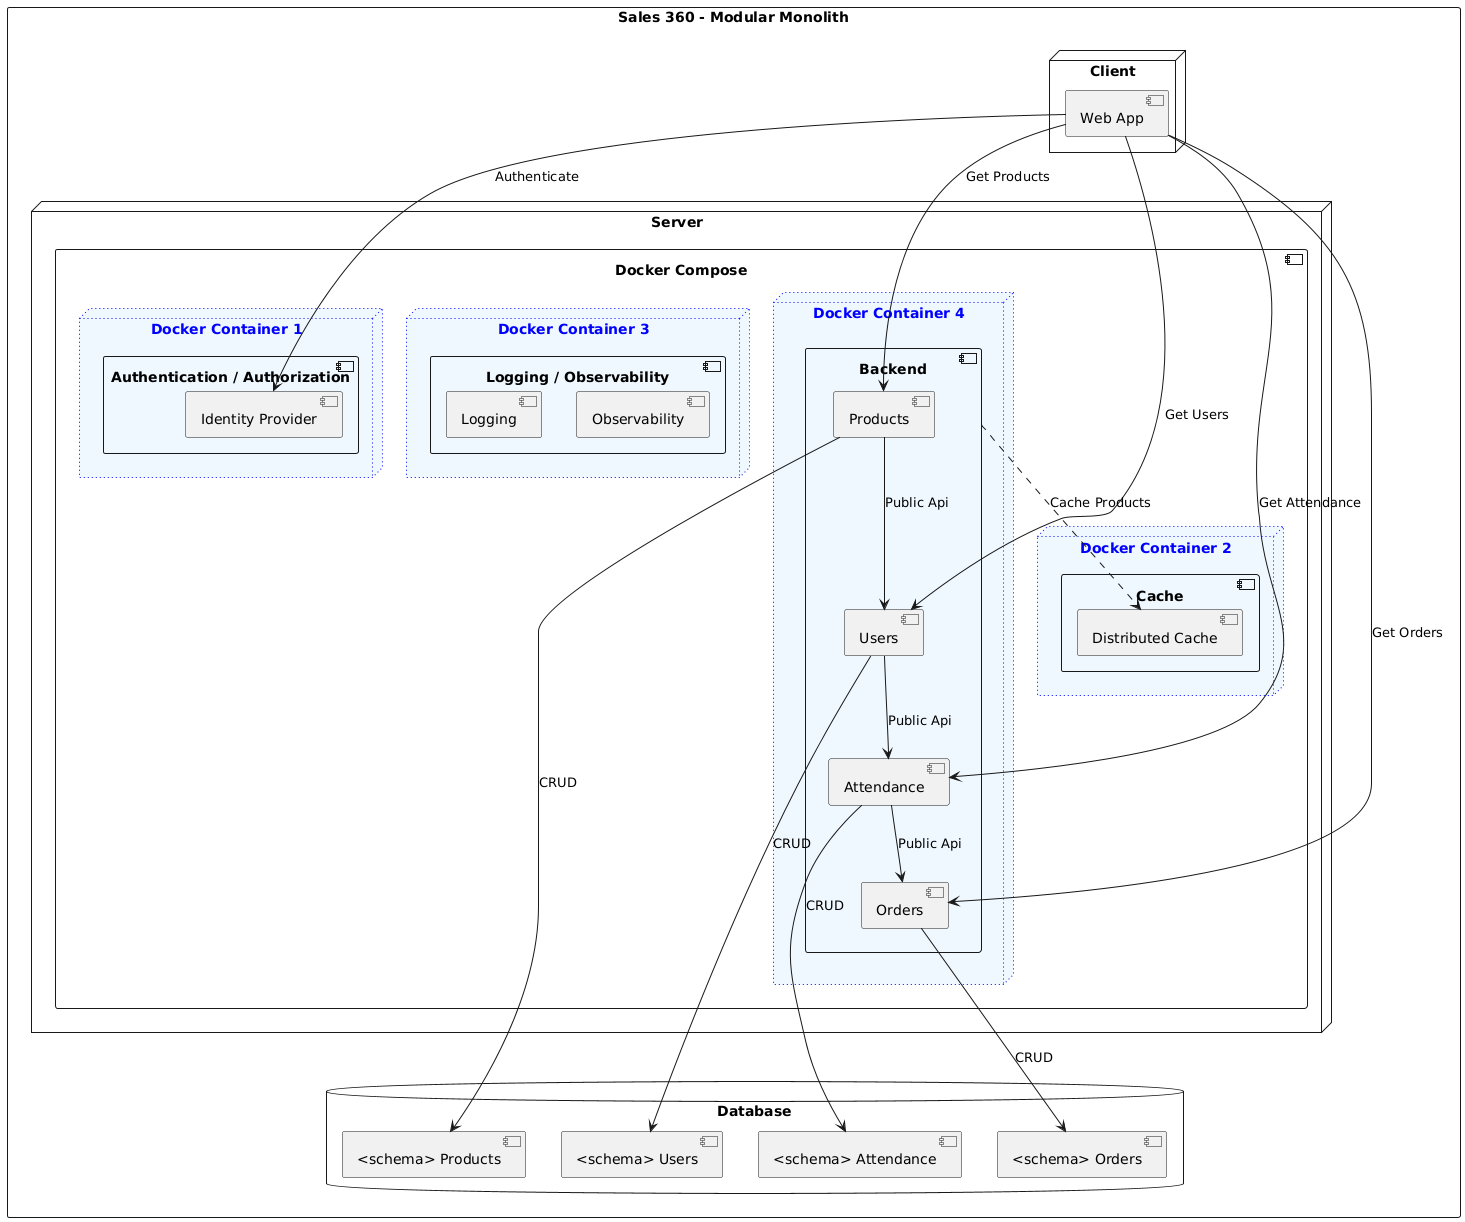 Sales 360 - Modular Monolith
Client
Web App
Authenticate
Get Products
Server
Docker Compose
Docker Container 1
Docker Container 3
Docker Container 4
Authentication / Authorization
Logging / Observability
Backend
Identity Provider
Logging
Observability
Products
Get Users
Public Api
Cache Products
Get Attendance
Docker Container 2
Cache
Users
Distributed Cache
Get Orders
Public Api
CRUD
Attendance
CRUD
Public Api
CRUD
Orders
CRUD
Database
<schema> Products
<schema> Users
<schema> Attendance
<schema> Orders